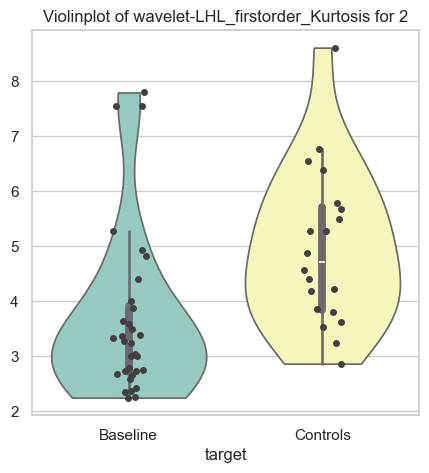 Violinplot of wavelet-LHL_firstorder_Kurtosis for 2
8
7
6
5
4
3
2
Baseline Controls
target